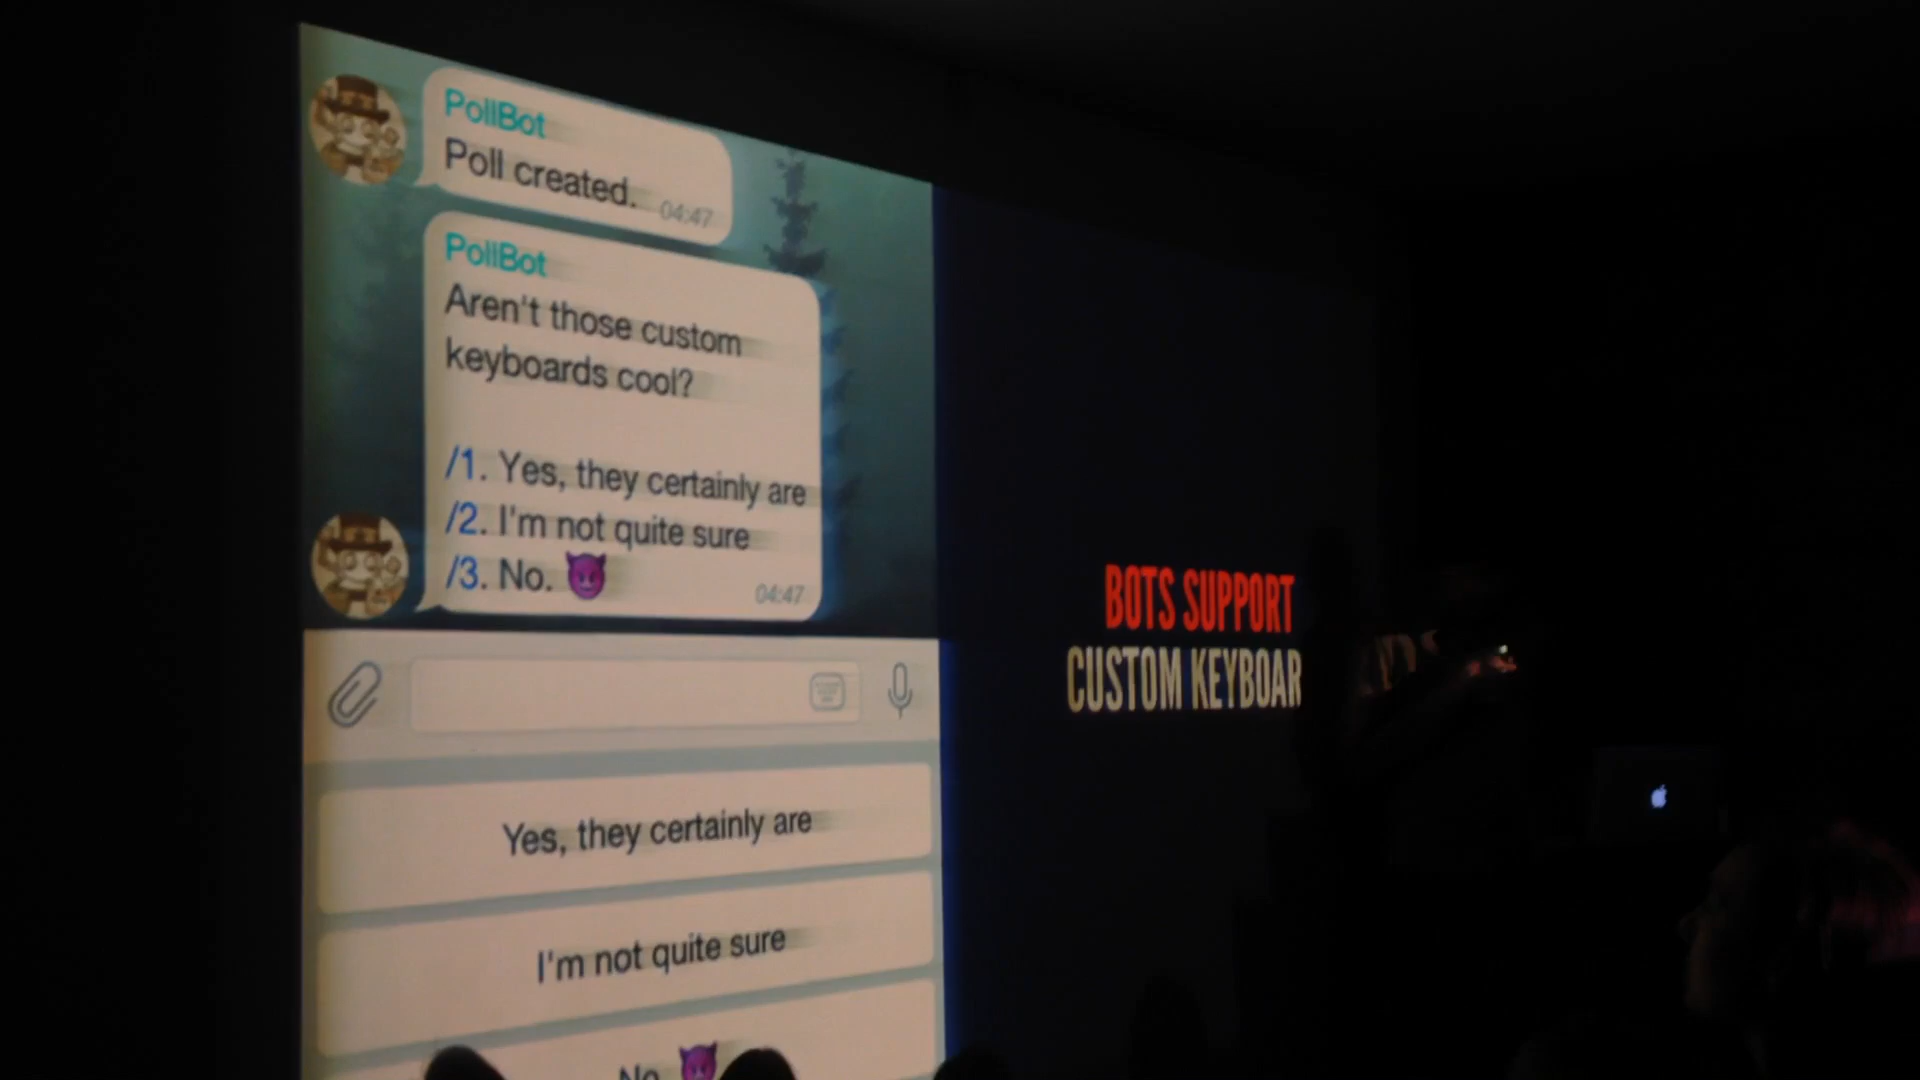 PollBot
Poll created.
04:47
PollBot
Aren't those custom
keyboards cool?
/1. Yes, they certainly are
/2. I'm not quite sure
/3. No. 😈
04:47
Yes, they certainly are
I'm not quite sure
No. 😈
BOTS SUPPORT
CUSTOM KEYBOAR